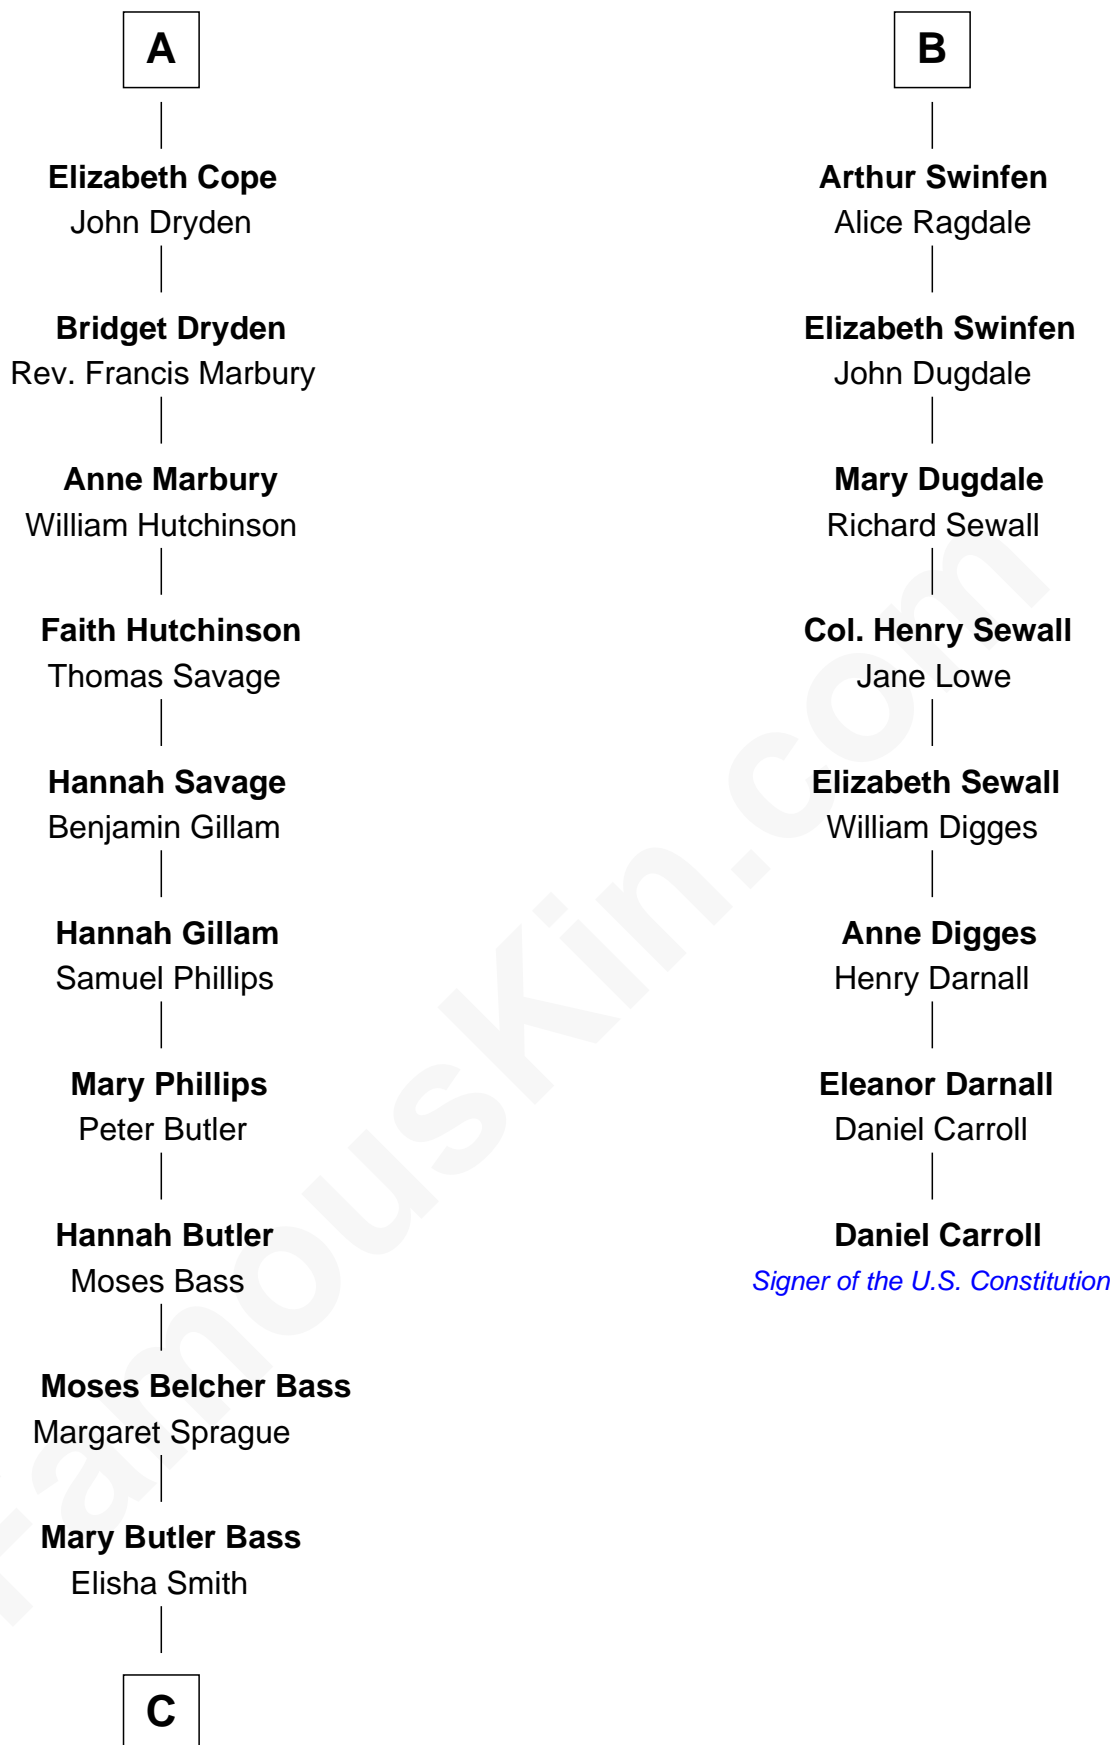 A
Elizabeth Cope
John Dryden
Bridget Dryden
Rev. Francis Marbury
Anne Marbury
William Hutchinson
Faith Hutchinson
Thomas Savage
Hannah Savage
Benjamin Gillam
Hannah Gillam
Samuel Phillips
Mary Phillips
Peter Butler
Hannah Butler
Moses Bass
Moses Belcher Bass
Margaret Sprague
Mary Butler Bass
Elisha Smith
C
B
Arthur Swinfen
Alice Ragdale
Elizabeth Swinfen
John Dugdale
Mary Dugdale
Richard Sewall
Col. Henry Sewall
Jane Lowe
Elizabeth Sewall
William Digges
Anne Digges
Henry Darnall
Eleanor Darnall
Daniel Carroll
Daniel Carroll
Signer of the U.S. Constitution
FamousKin.com